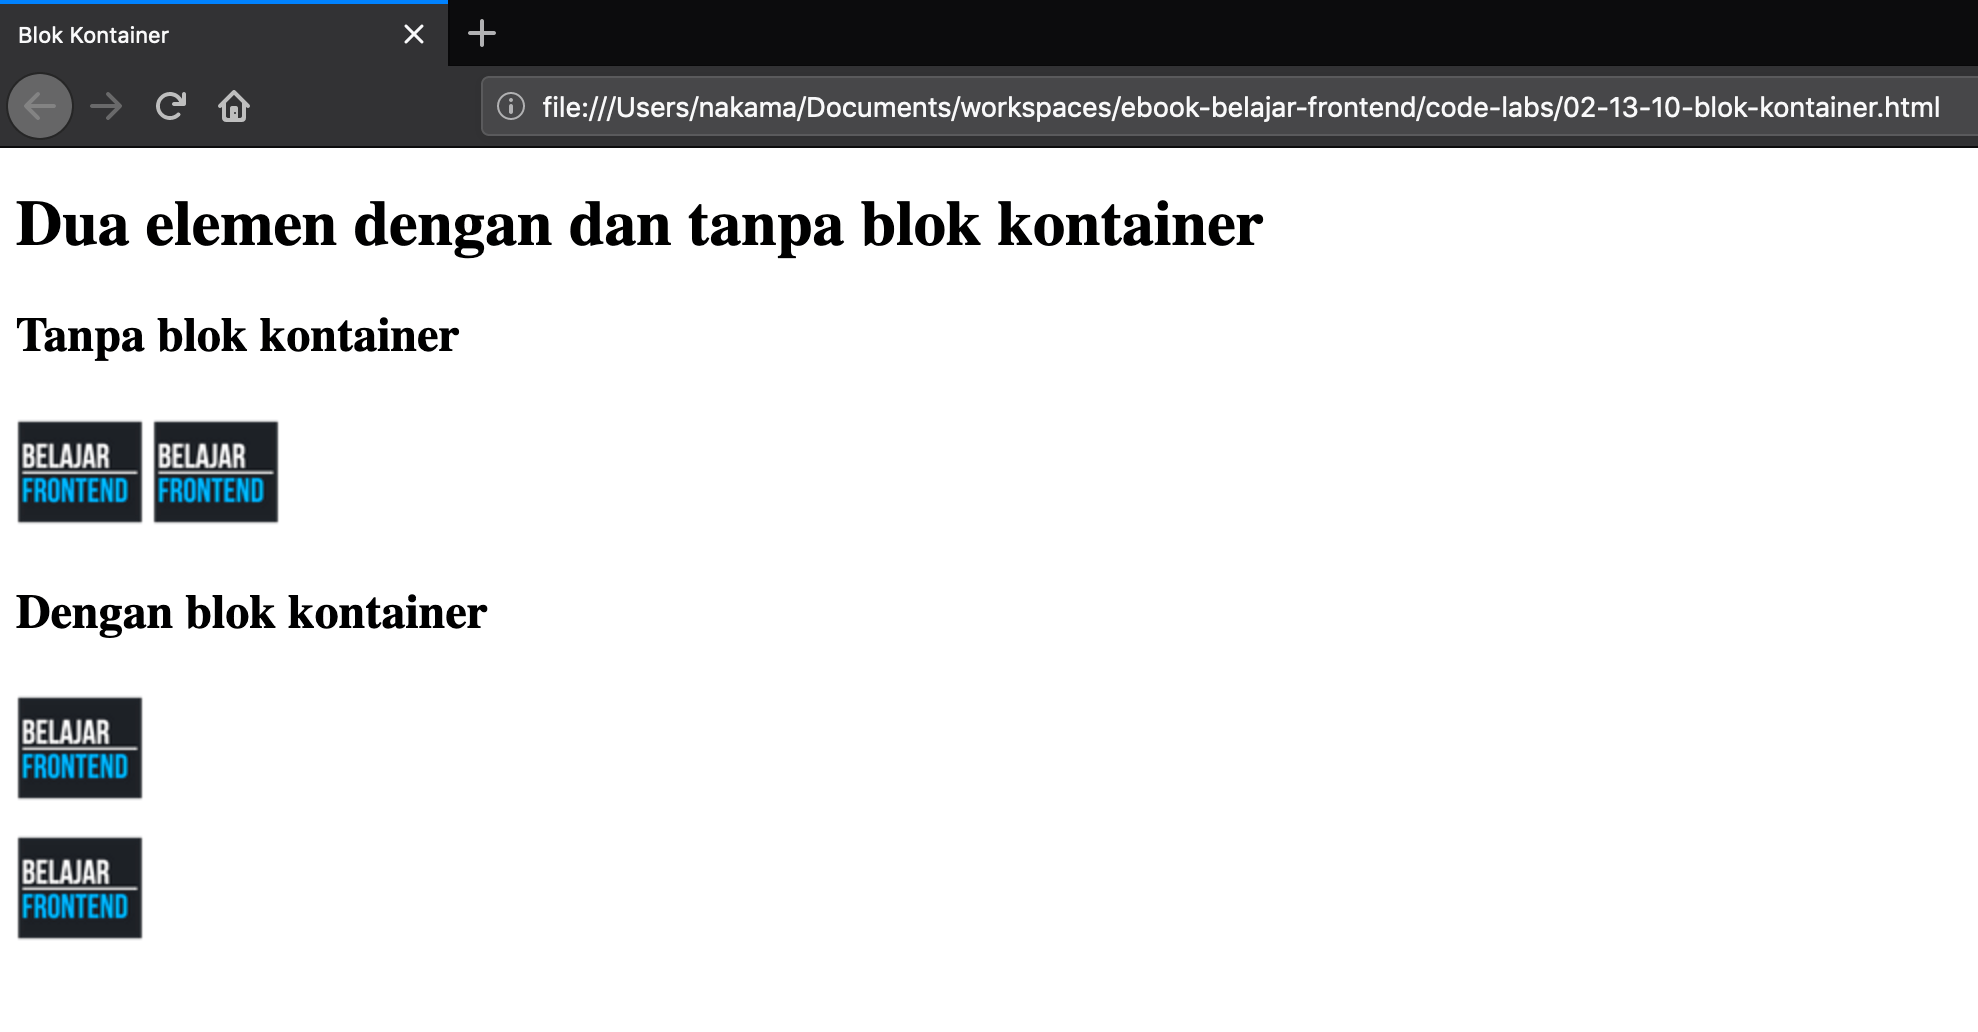 Blok Kontainer
file:///Users/nakama/Documents/workspaces/ebook-belajar-frontend/code-labs/02-13-10-blok-kontainer.html
Dua elemen dengan dan tanpa blok kontainer
Tanpa blok kontainer
BELAJAR BELAJAR
FRONTEND FRONTEND
Dengan blok kontainer
BELAJAR
FRONTEND
BELAJAR
FRONTEND